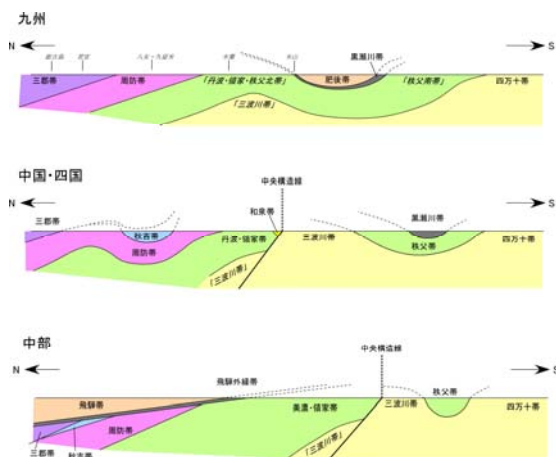 九州
N S
黒瀬川帯
三郡帯 周防帯 「丹波・領家・秩父北帯」 肥後帯 「秩父南帯」 四万十帯
「三波川帯」
中国・四国
中央構造線
N S
和泉帯
三郡帯 黒瀬川帯
秋吉帯 丹波・領家帯 三波川帯 四万十帯
周防帯 秩父帯
「三波川帯」
中部
中央構造線
N S
飛騨外縁帯 秩父帯
飛騨帯 美濃・領家帯 三波川帯 四万十帯
周防帯
「三波川帯」
三郡帯 秋吉帯